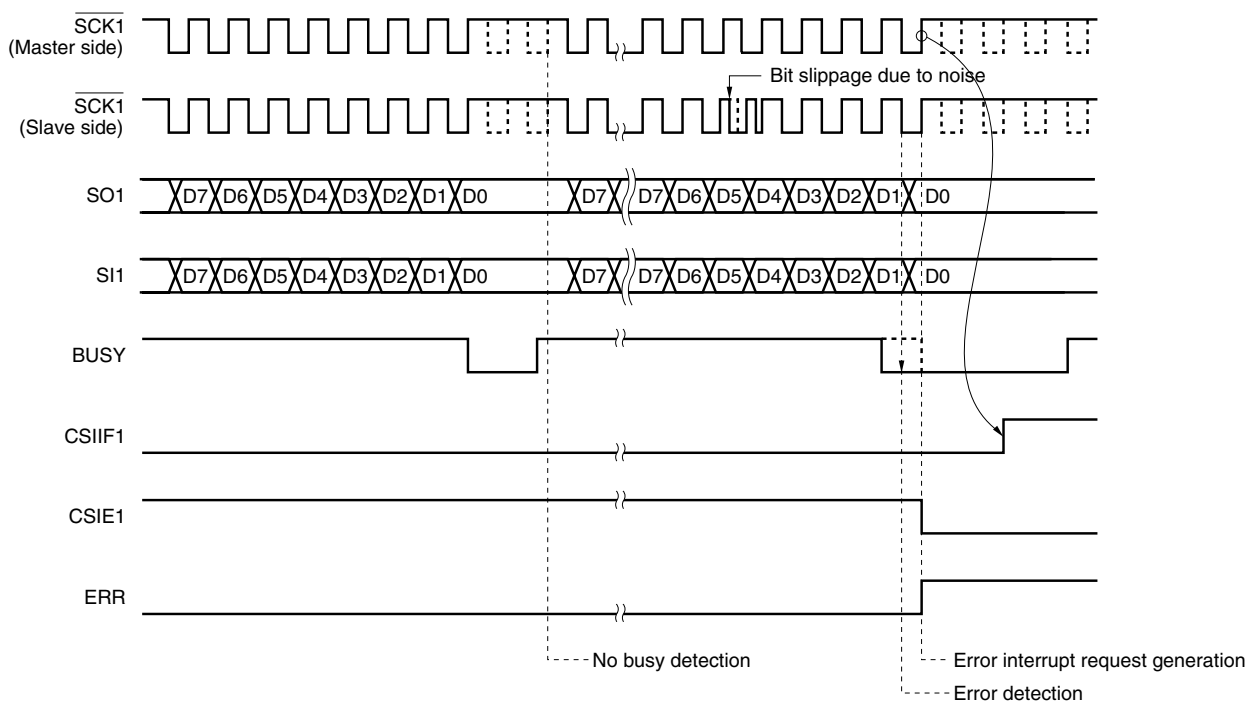 SCK1
(Master side)
Bit slippage due to noise
SCK1
(Slave side)
SO1 D7 D6 D5 D4 D3 D2 D1 D0 D7 D7 D6 D5 D4 D3 D2 D1 D0
SI1 D7 D6 D5 D4 D3 D2 D1 D0 D7 D7 D6 D5 D4 D3 D2 D1 D0
BUSY
CSIIF1
CSIE1
ERR
No busy detection
Error interrupt request generation
Error detection